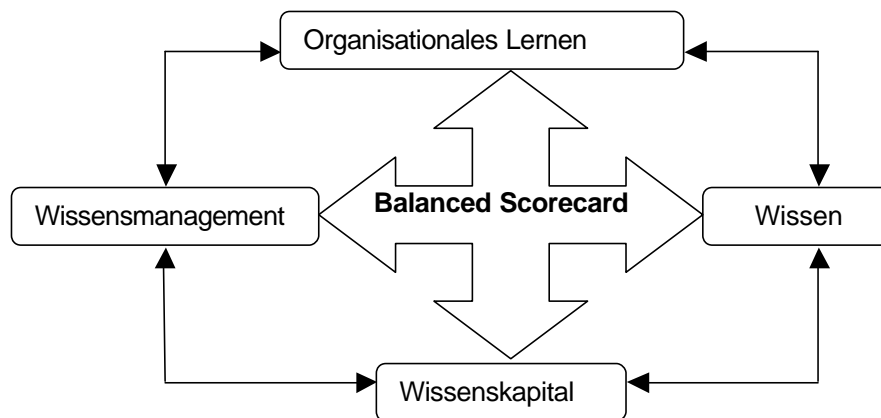 Organisationales Lernen
Wissensmanagement
Balanced Scorecard
Wissen
Wissenskapital